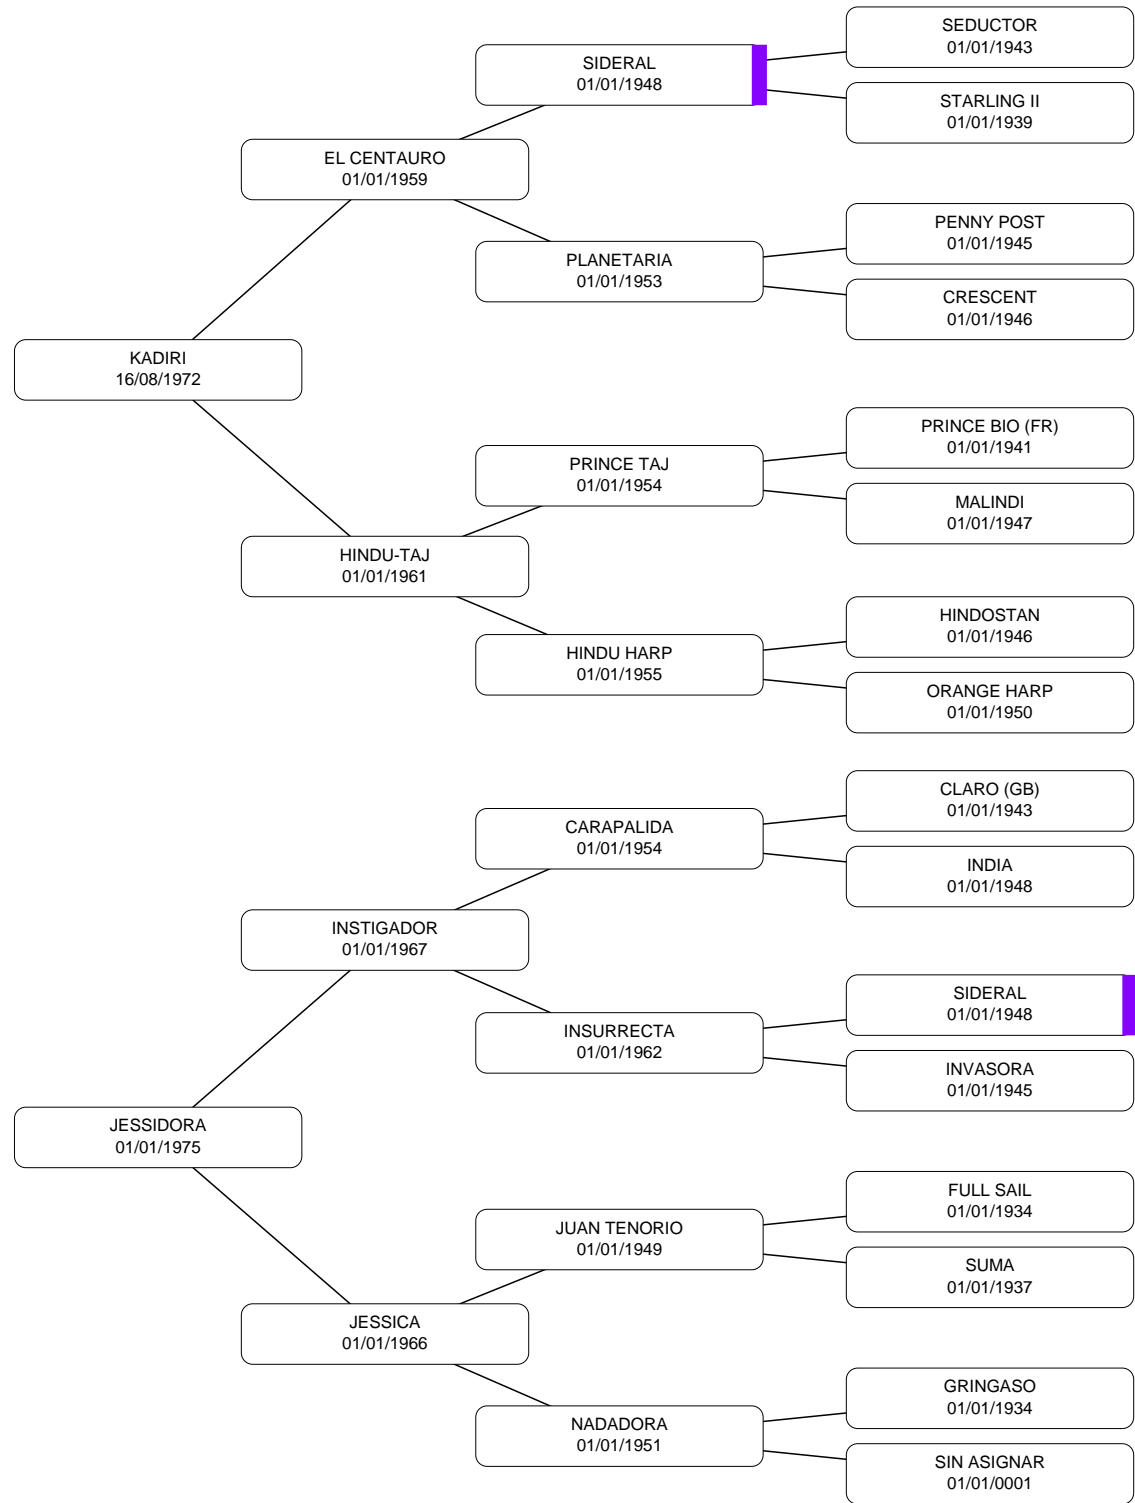 SEDUCTOR
01/01/1943
SIDERAL
01/01/1948
STARLING II
01/01/1939
EL CENTAURO
01/01/1959
PENNY POST
01/01/1945
PLANETARIA
01/01/1953
CRESCENT
01/01/1946
KADIRI
16/08/1972
PRINCE BIO (FR)
01/01/1941
PRINCE TAJ
01/01/1954
MALINDI
01/01/1947
HINDU-TAJ
01/01/1961
HINDOSTAN
01/01/1946
HINDU HARP
01/01/1955
ORANGE HARP
01/01/1950
CLARO (GB)
01/01/1943
CARAPALIDA
01/01/1954
INDIA
01/01/1948
INSTIGADOR
01/01/1967
SIDERAL
01/01/1948
INSURRECTA
01/01/1962
INVASORA
01/01/1945
JESSIDORA
01/01/1975
FULL SAIL
01/01/1934
JUAN TENORIO
01/01/1949
SUMA
01/01/1937
JESSICA
01/01/1966
GRINGASO
01/01/1934
NADADORA
01/01/1951
SIN ASIGNAR
01/01/0001